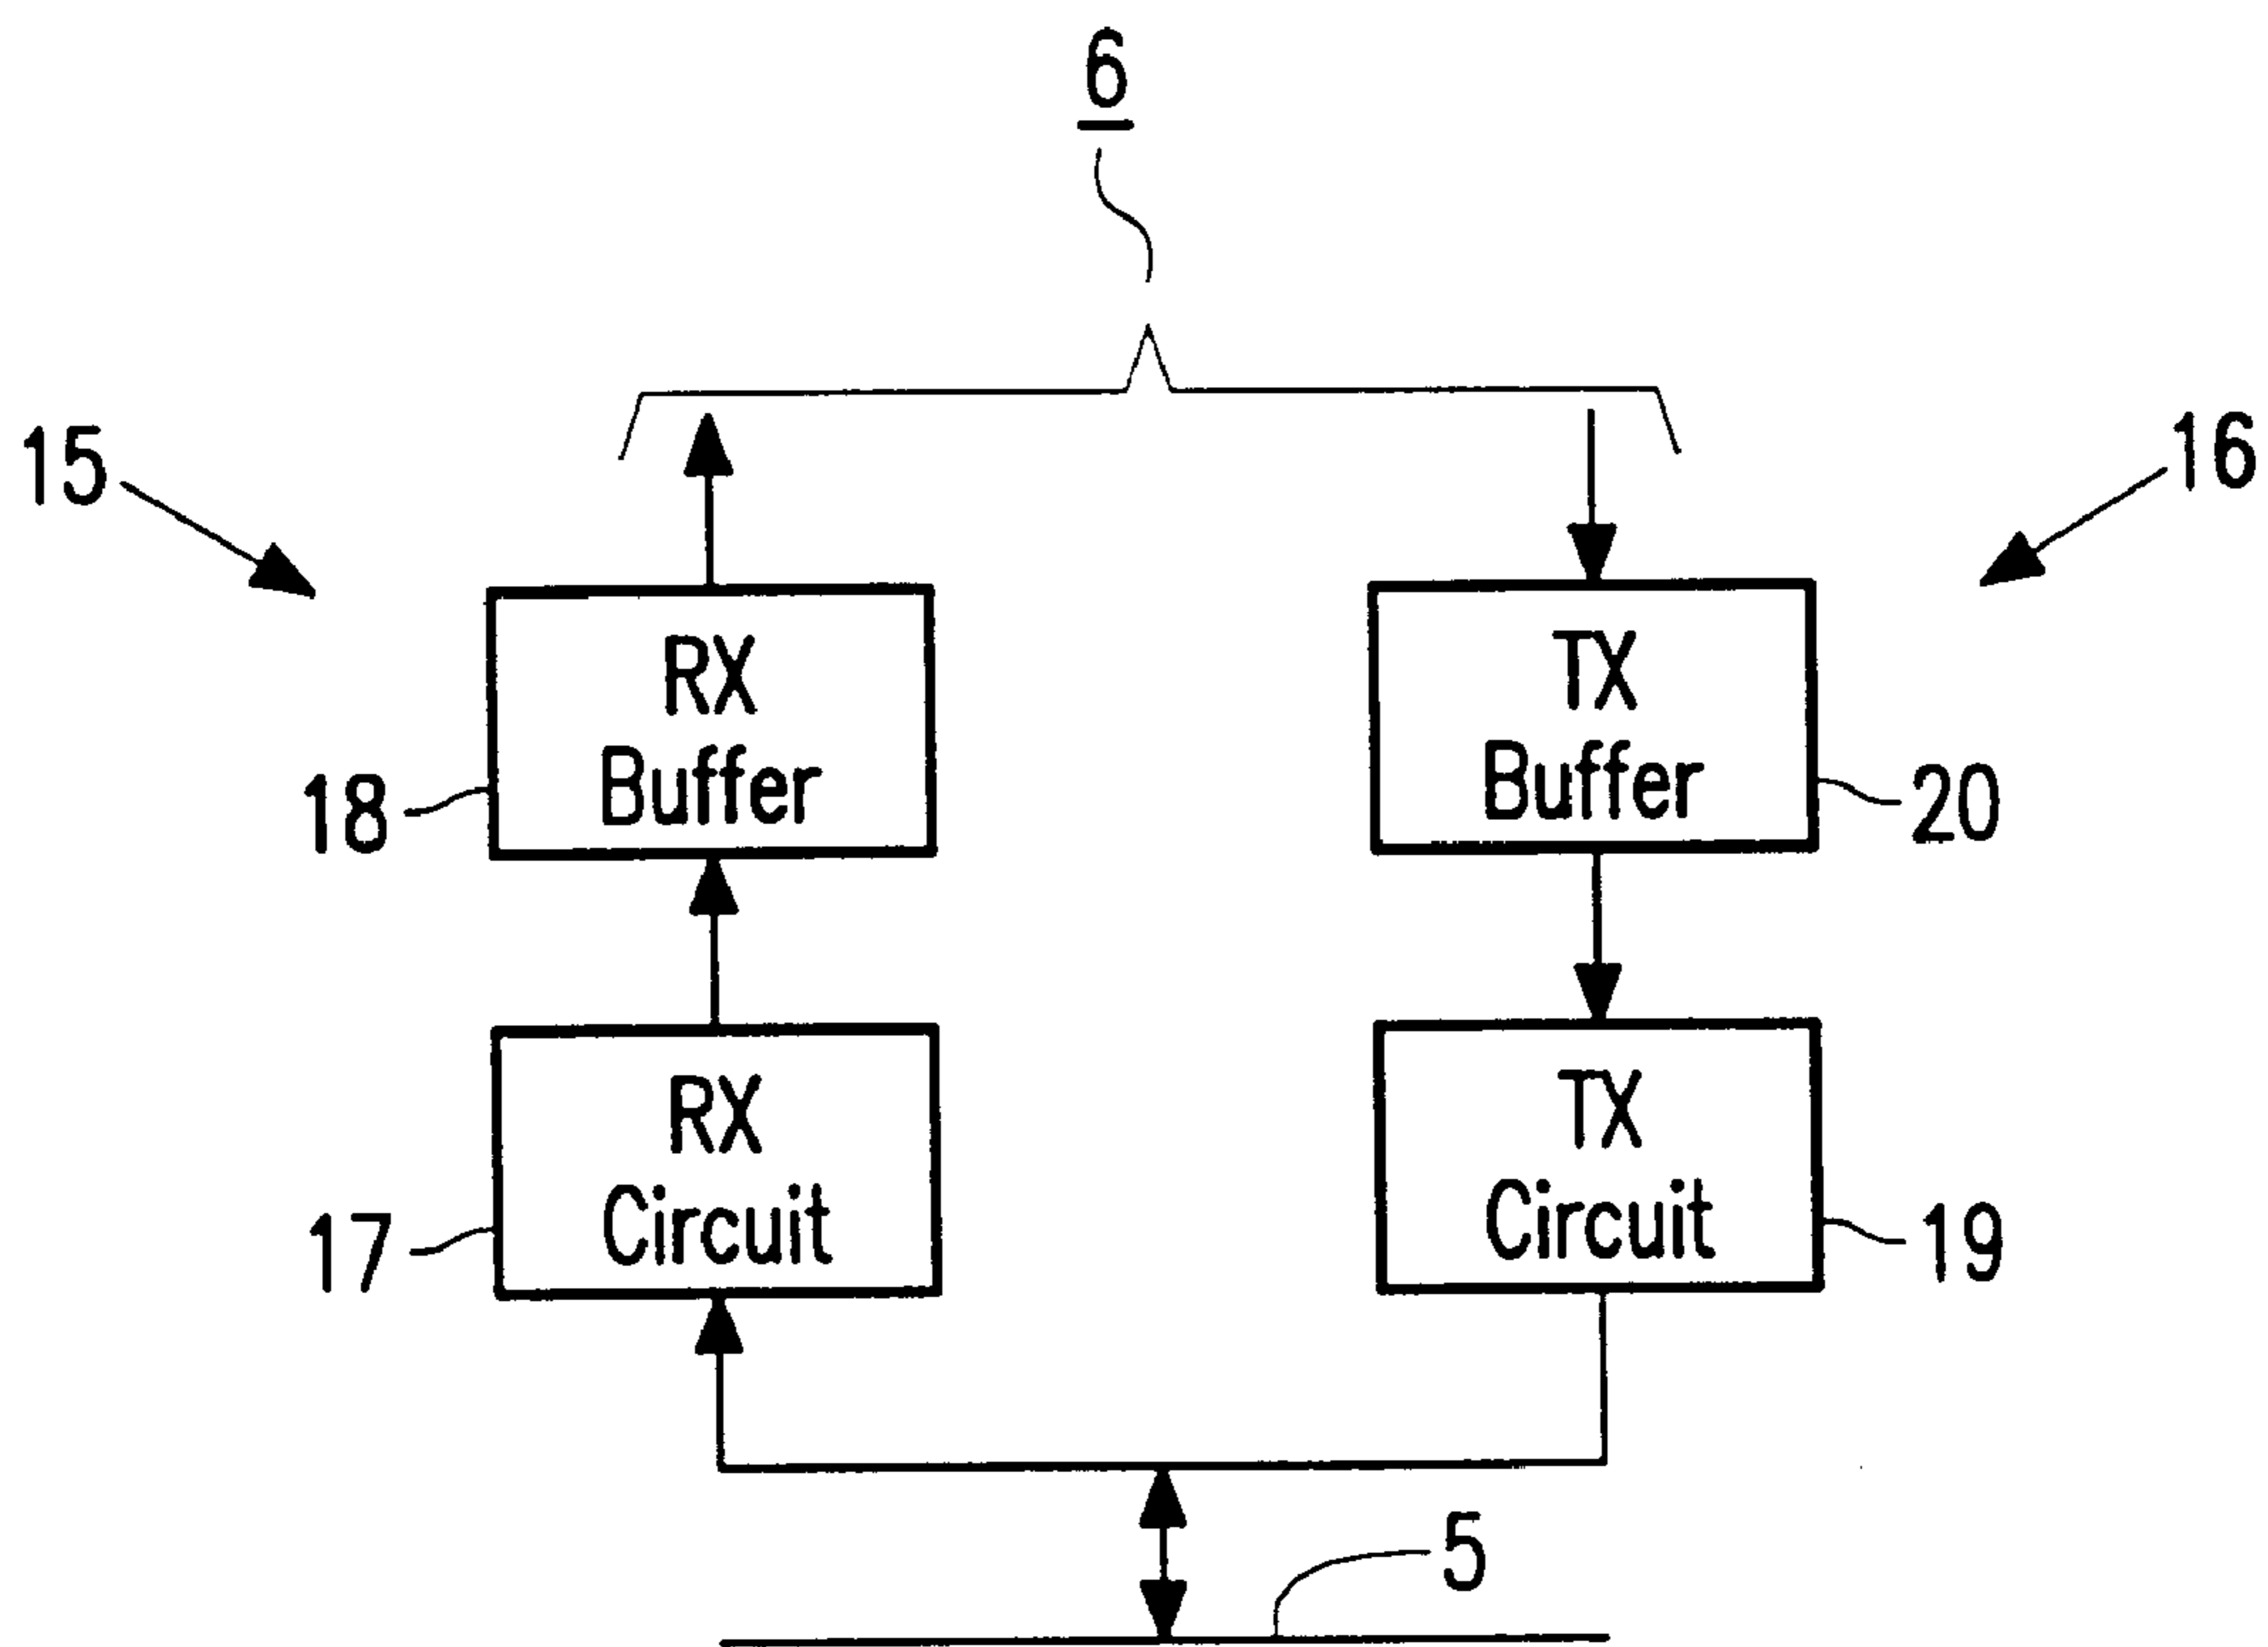 6
15
16
RX
Buffer
TX
Buffer
18
20
RX
Circuit
TX
Circuit
17
19
5